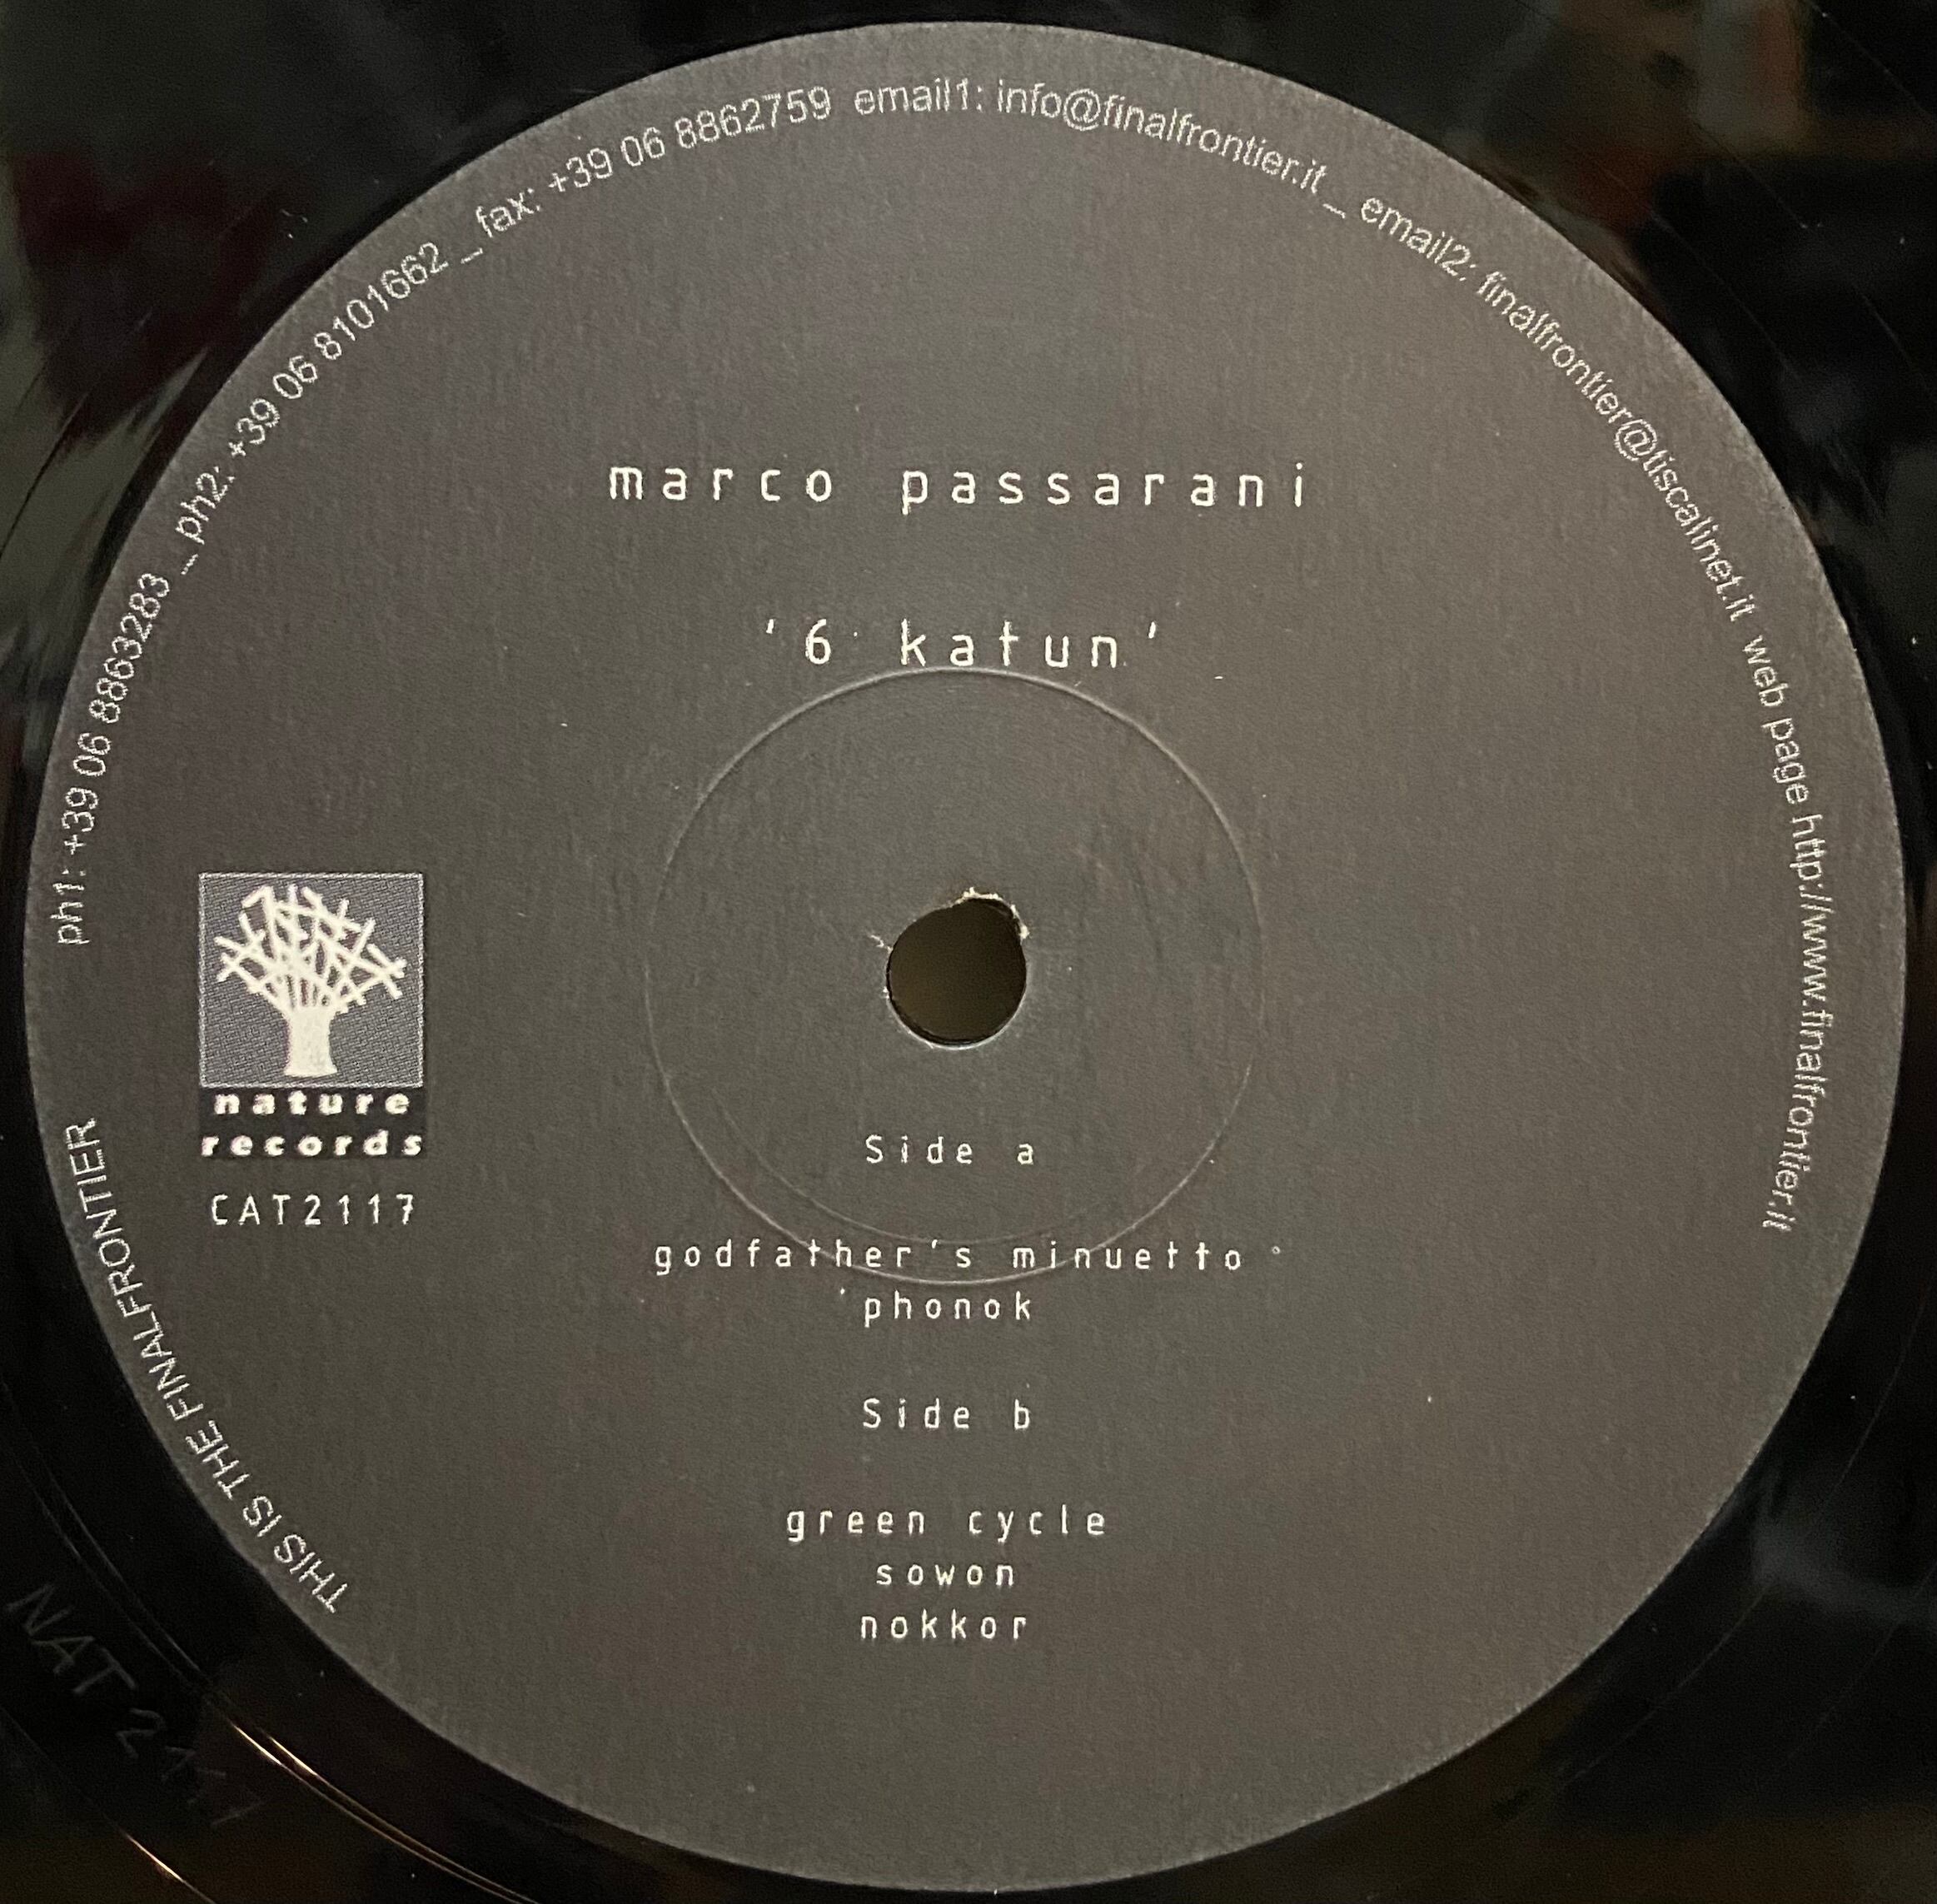 THIS IS THE FINALFRONTIER
ph1: +39 06 8863283 _ ph2: +39 06 8101662 _ fax: +39 06 8862759 email1: info@finalfrontier.it _ email2: finalfrontier@tiscalinet.it web page http://www.finalfrontier.it
marco passarani
'6 katun'
nature
records
CAT2117
Side a
godfather's minuetto
phonok
Side b
green cycle
sowon
nokkor
NAT 2117